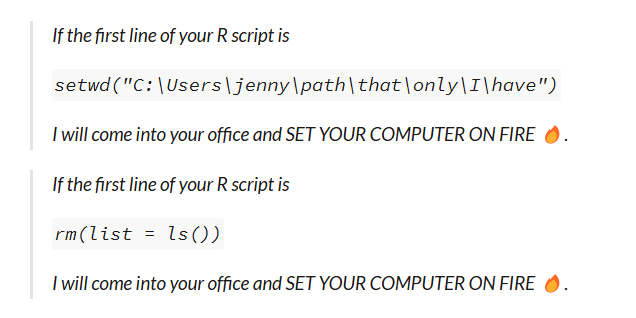 If the first line of your R script is
setwd("C:\Users\jenny\path\that\only\I\have")
I will come into your office and SET YOUR COMPUTER ON FIRE 🔥.
If the first line of your R script is
rm(list = ls())
I will come into your office and SET YOUR COMPUTER ON FIRE 🔥.